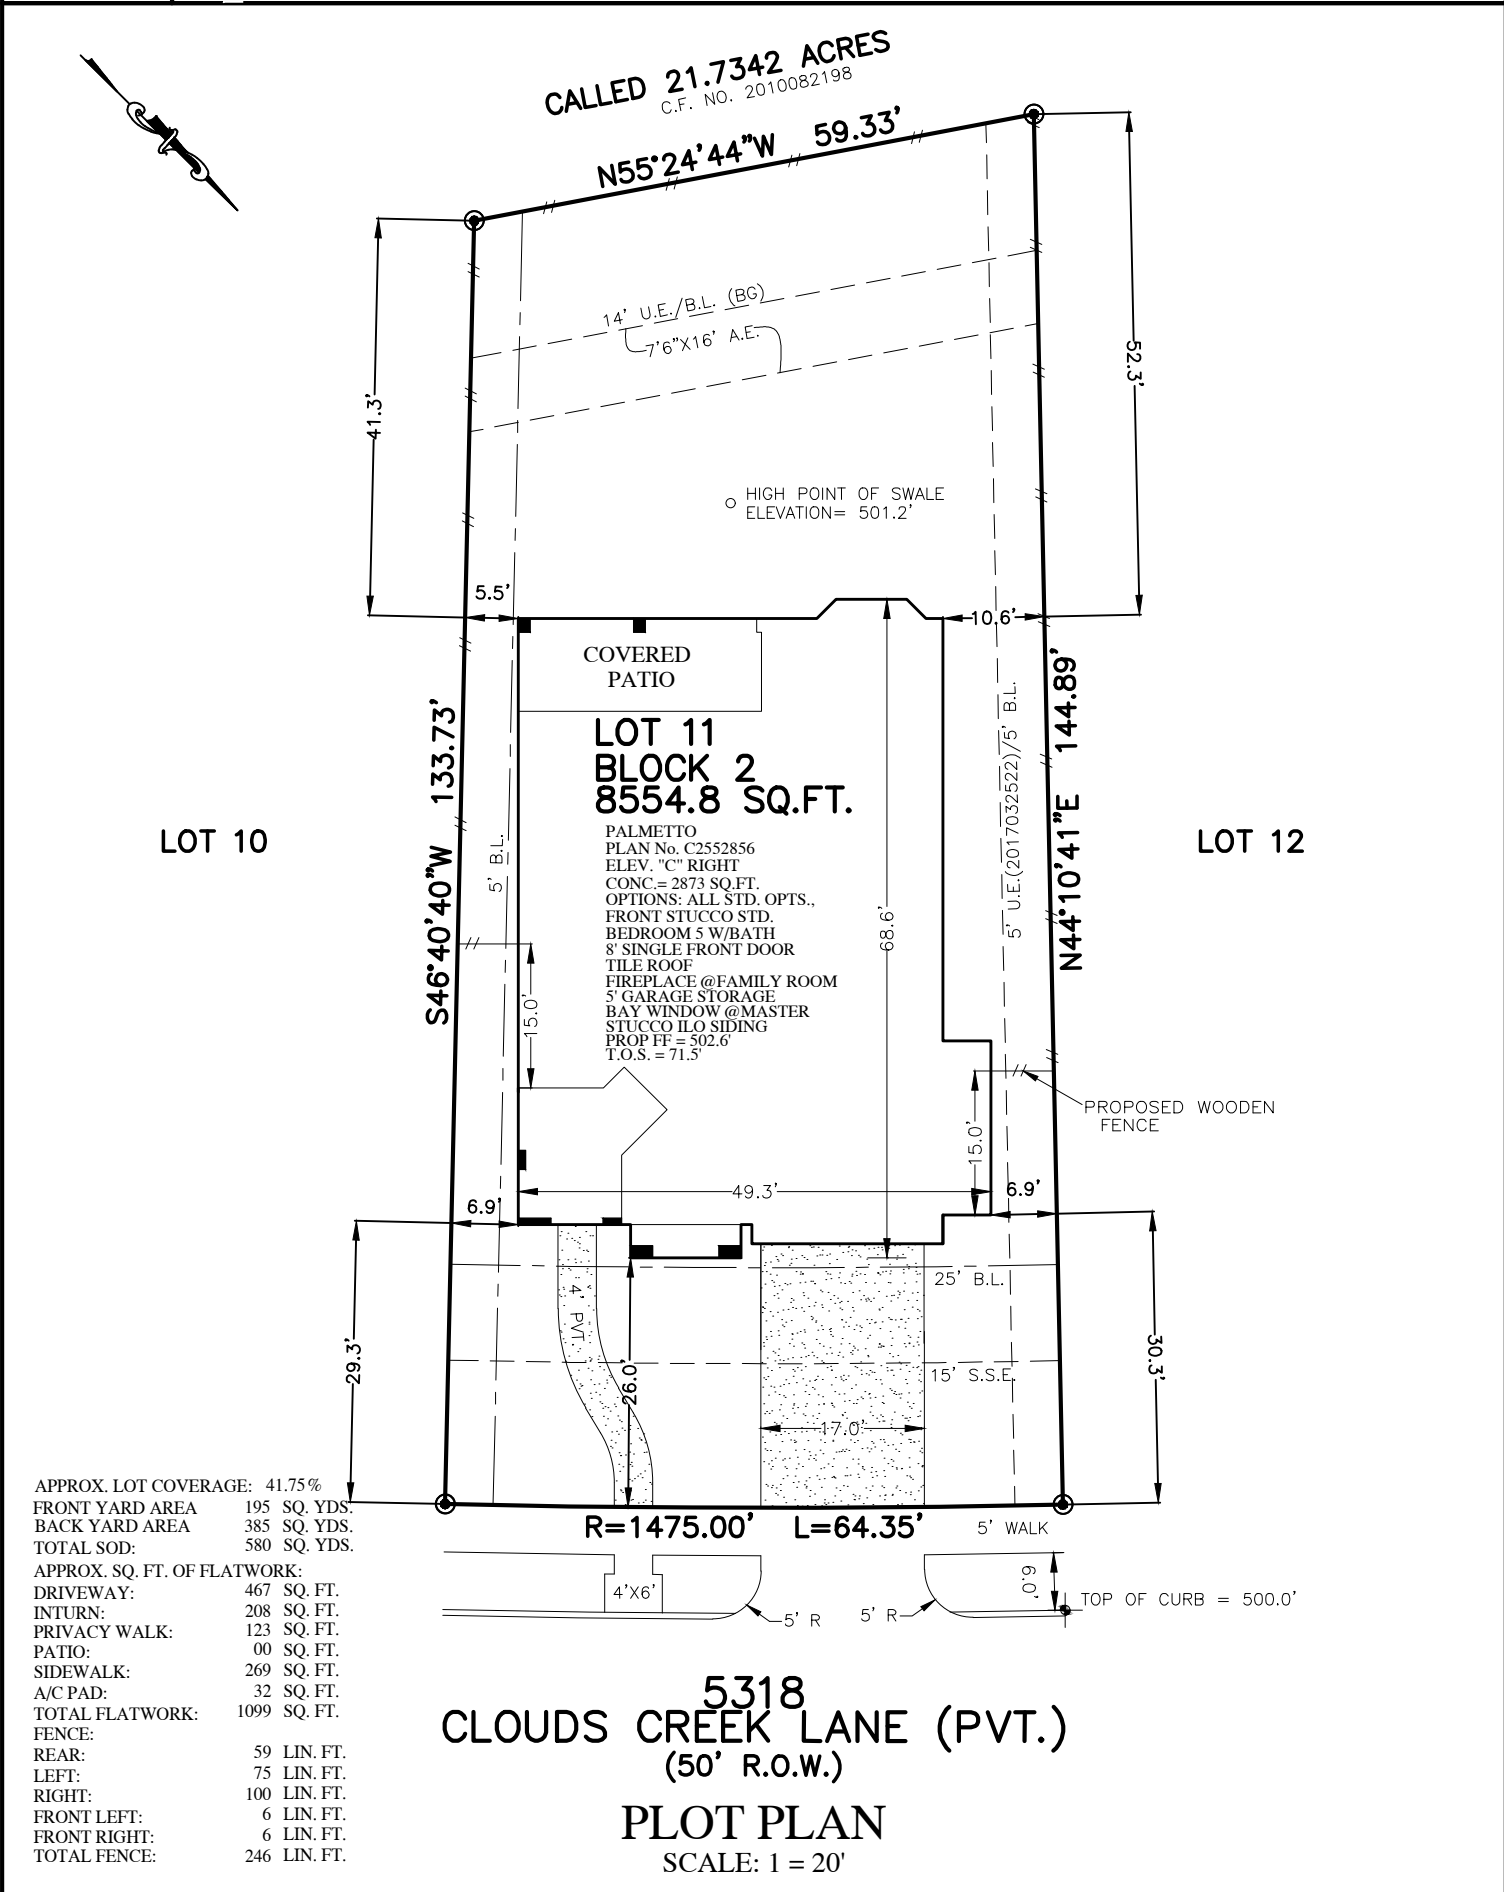 CALLED 21.7342 ACRES
C.F. NO. 2010082198
N55°24'44"W 59.33'
41.3'
52.3'
14' U.E./B.L. (BG)
7'6"X16' A.E.
HIGH POINT OF SWALE
ELEVATION= 501.2'
5.5'
10.6'
COVERED
PATIO
LOT 11
BLOCK 2
8554.8 SQ.FT.
PALMETTO
PLAN No. C2552856
ELEV. "C" RIGHT
CONC.= 2873 SQ.FT.
OPTIONS: ALL STD. OPTS.,
FRONT STUCCO STD.
BEDROOM 5 W/BATH
8' SINGLE FRONT DOOR
TILE ROOF
FIREPLACE @FAMILY ROOM
5' GARAGE STORAGE
BAY WINDOW @MASTER
STUCCO ILO SIDING
PROP FF = 502.6'
T.O.S. = 71.5'
LOT 10
S46°40'40"W 133.73'
5' B.L.
68.6'
5' U.E.(2017032522)/5' B.L.
N44°10'41"E 144.89'
LOT 12
15.0'
15.0'
PROPOSED WOODEN
FENCE
49.3'
6.9'
6.9'
25' B.L.
4' PVT.
29.3'
26.0'
30.3'
15' S.S.E.
17.0'
R=1475.00' L=64.35'
5' WALK
4'X6'
5' R
5' R
6.0'
TOP OF CURB = 500.0'
APPROX. LOT COVERAGE: 41.75%
FRONT YARD AREA 195 SQ. YDS.
BACK YARD AREA 385 SQ. YDS.
TOTAL SOD: 580 SQ. YDS.
APPROX. SQ. FT. OF FLATWORK:
DRIVEWAY: 467 SQ. FT.
INTURN: 208 SQ. FT.
PRIVACY WALK: 123 SQ. FT.
PATIO: 00 SQ. FT.
SIDEWALK: 269 SQ. FT.
A/C PAD: 32 SQ. FT.
TOTAL FLATWORK: 1099 SQ. FT.
FENCE:
REAR: 59 LIN. FT.
LEFT: 75 LIN. FT.
RIGHT: 100 LIN. FT.
FRONT LEFT: 6 LIN. FT.
FRONT RIGHT: 6 LIN. FT.
TOTAL FENCE: 246 LIN. FT.
5318
CLOUDS CREEK LANE (PVT.)
(50' R.O.W.)
PLOT PLAN
SCALE: 1 = 20'